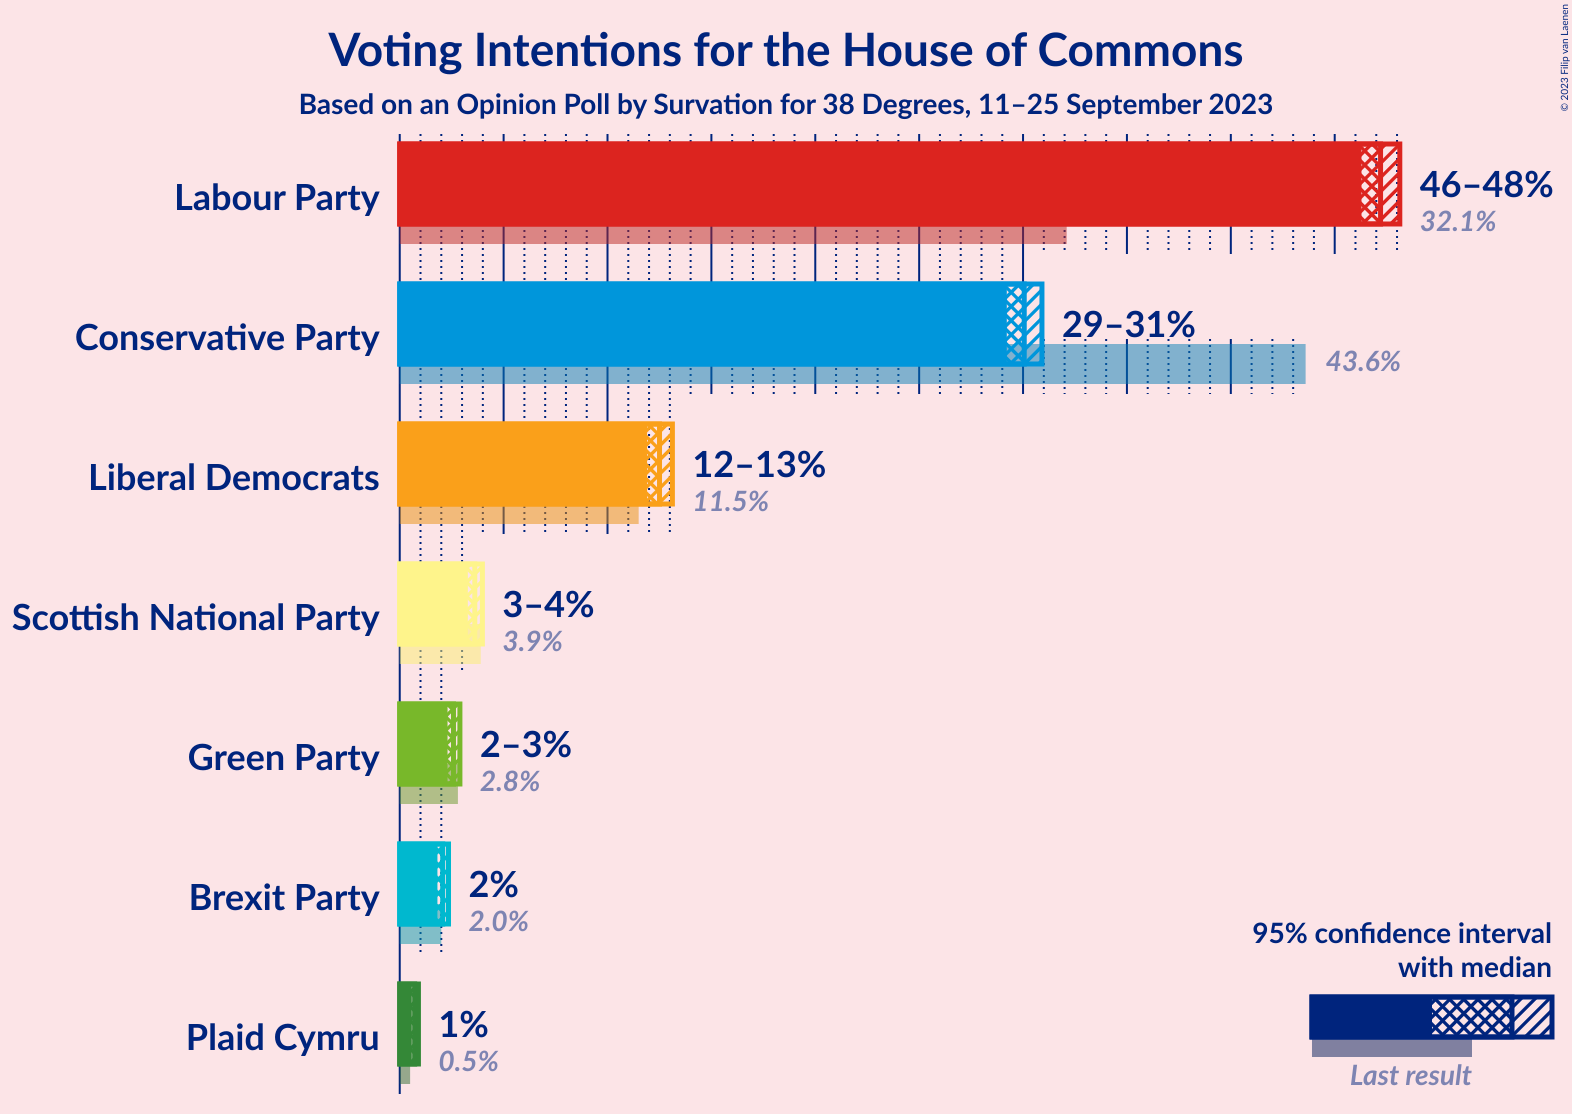 Voting Intentions for the House of Commons
Based on an Opinion Poll by Survation for 38 Degrees, 11–25 September 2023
© 2023 Filip van Laenen
Labour Party
46–48%
32.1%
Conservative Party
29–31%
43.6%
Liberal Democrats
12–13%
11.5%
Scottish National Party
3–4%
3.9%
Green Party
2–3%
2.8%
Brexit Party
2%
2.0%
Plaid Cymru
1%
0.5%
95% confidence interval
with median
Last result